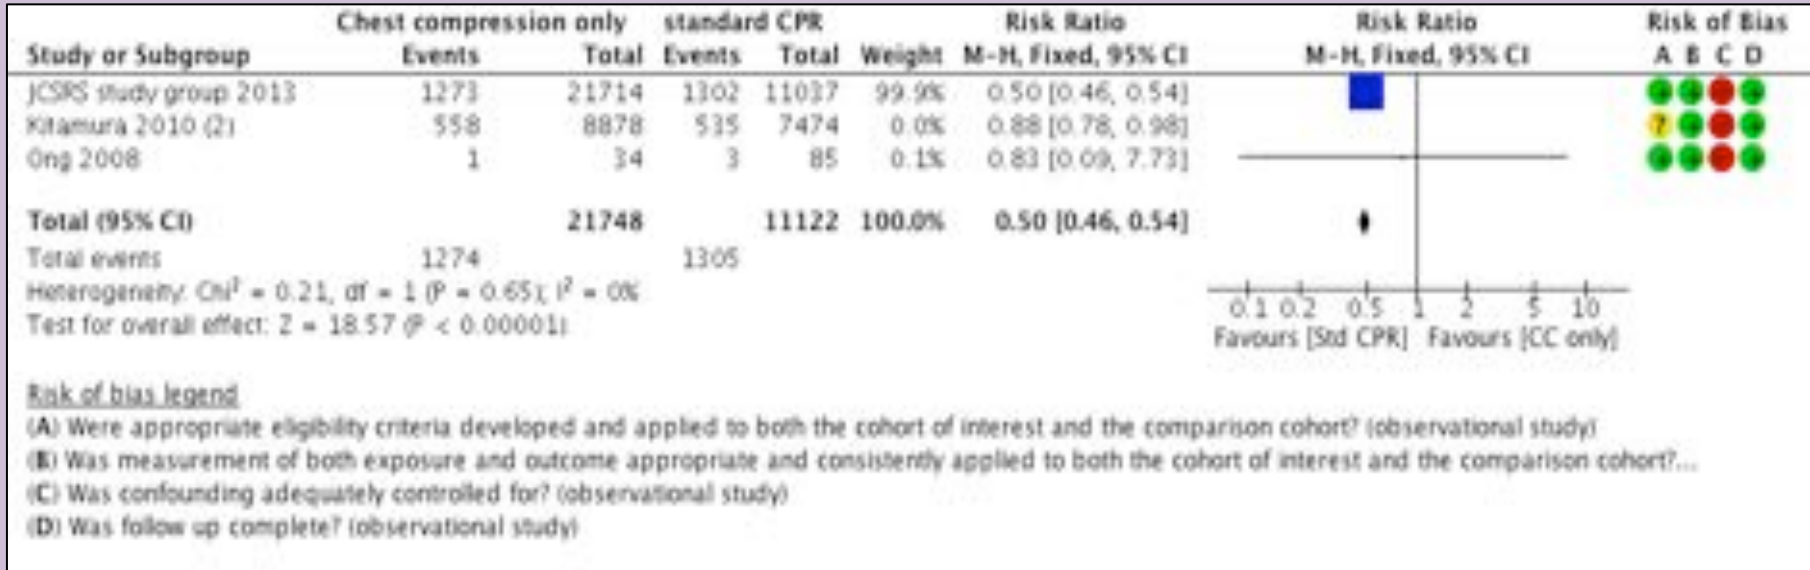 Chest compression only standard CPR Risk Ratio Risk Ratio Risk of Bias
Study or Subgroup Events Total Events Total Weight M-H, Fixed, 95% CI M-H, Fixed, 95% CI A B C D
JCSRS study group 2013 1273 21714 1302 11037 99.9% 0.50 [0.46, 0.54]
Kitamura 2010 (2) 558 8878 535 7474 0.0% 0.88 [0.78, 0.98] ?
Ong 2008 1 34 3 85 0.1% 0.83 [0.09, 7.73]
Total (95% CI) 21748 11122 100.0% 0.50 [0.46, 0.54]
Total events 1274 1305
Heterogeneity: Chi² = 0.21, df = 1 (P = 0.65); I² = 0%
Test for overall effect: Z = 18.57 (P < 0.00001)
0.1 0.2 0.5 1 2 5 10
Favours [Std CPR] Favours [CC only]
Risk of bias legend
(A) Were appropriate eligibility criteria developed and applied to both the cohort of interest and the comparison cohort? (observational study)
(B) Was measurement of both exposure and outcome appropriate and consistently applied to both the cohort of interest and the comparison cohort?...
(C) Was confounding adequately controlled for? (observational study)
(D) Was follow up complete? (observational study)